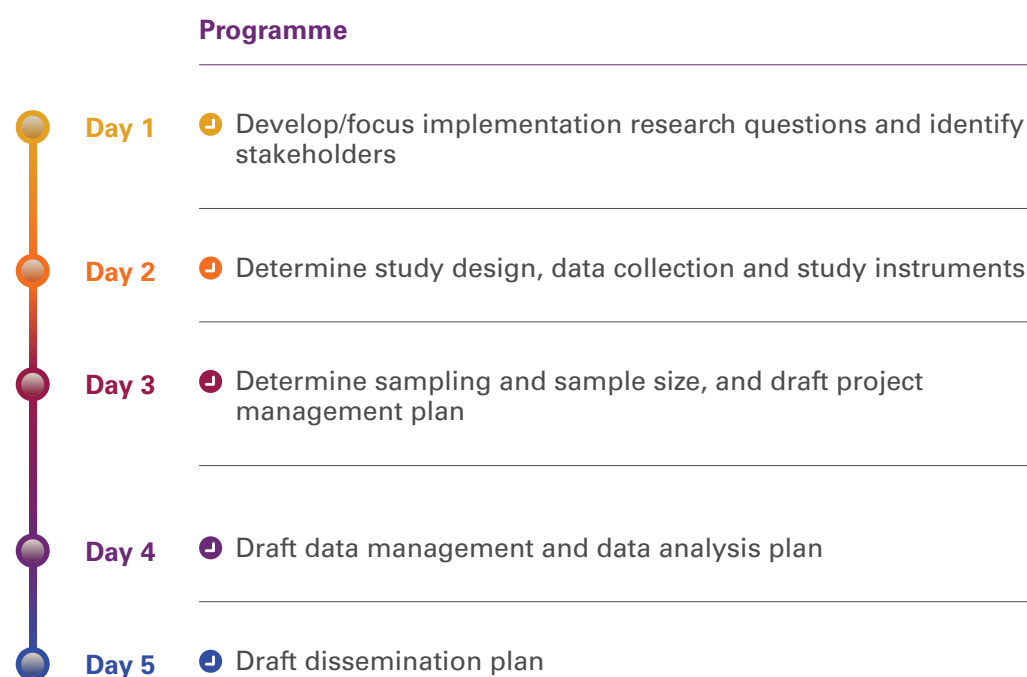 Programme
Day 1 Develop/focus implementation research questions and identify
stakeholders
Day 2 Determine study design, data collection and study instruments
Day 3 Determine sampling and sample size, and draft project
management plan
Day 4 Draft data management and data analysis plan
Day 5 Draft dissemination plan